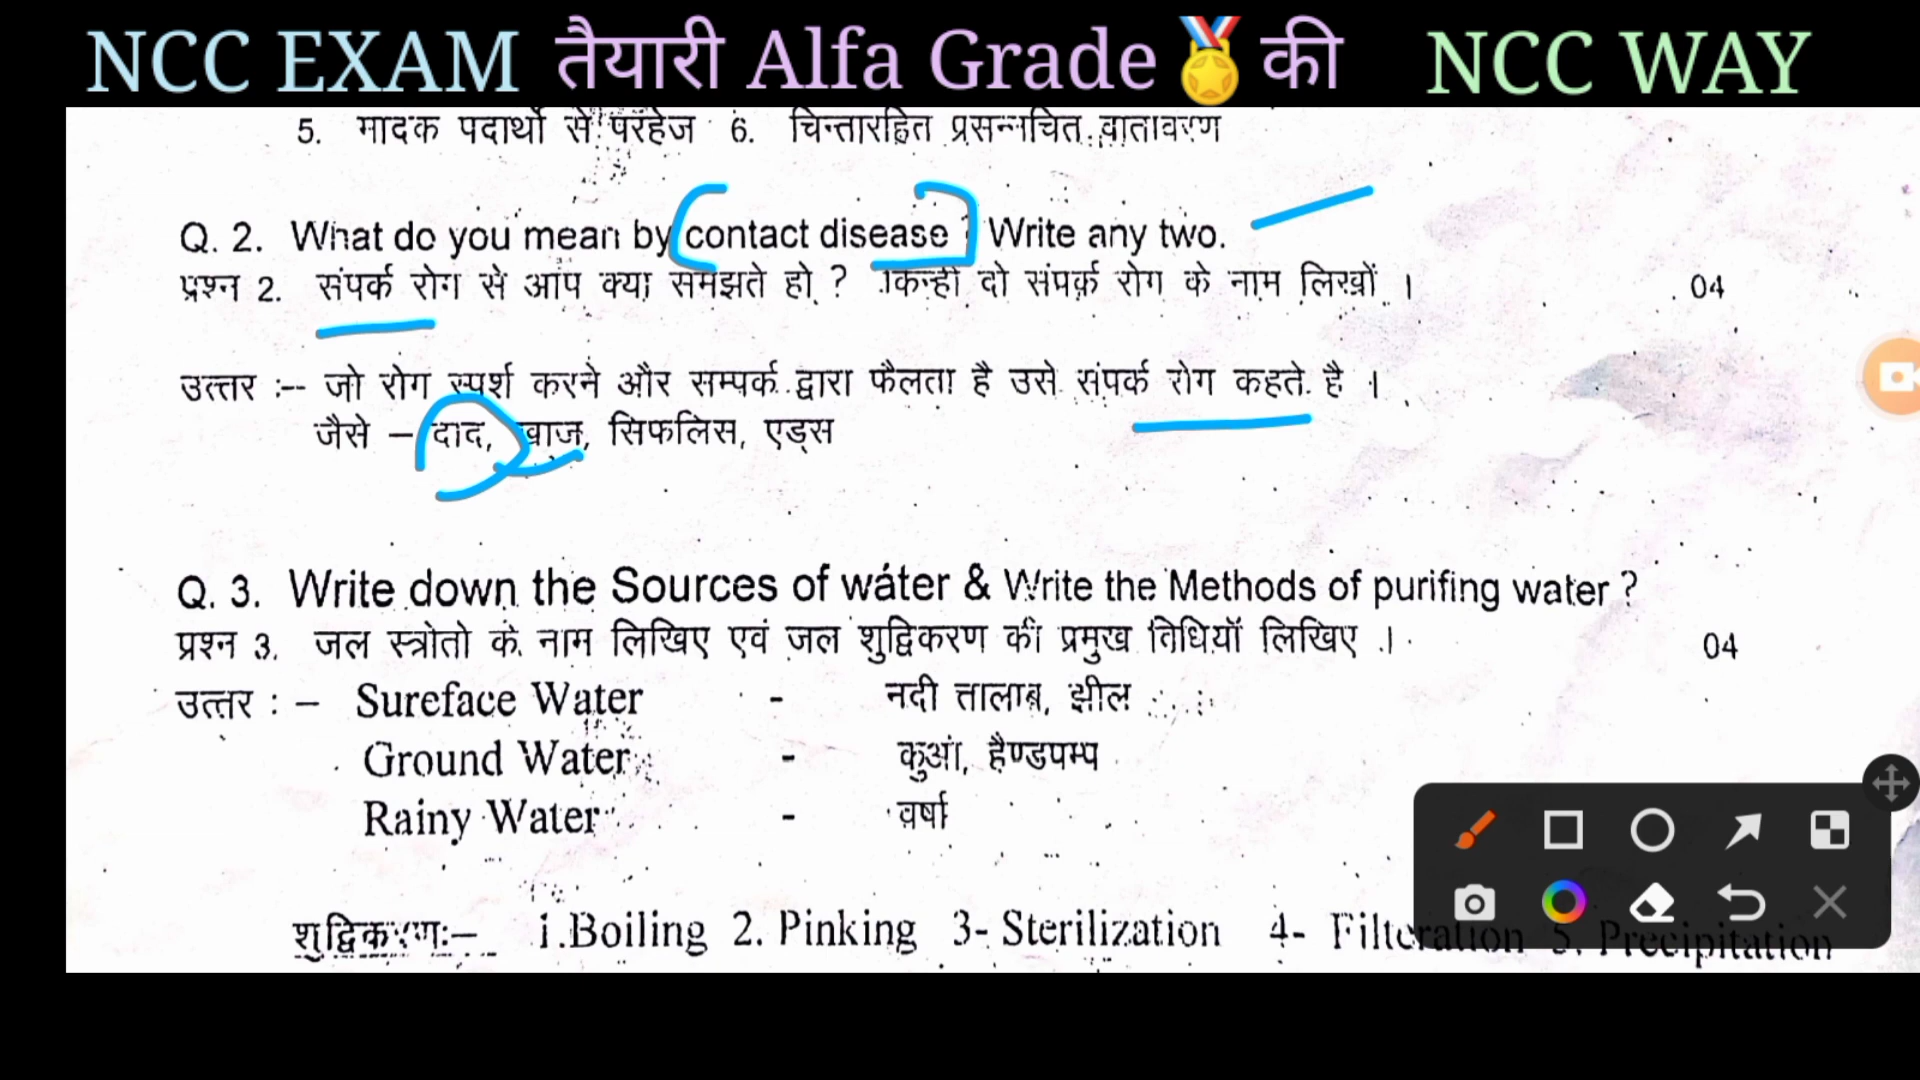 NCC EXAM तैयारी Alfa Grade🏅की NCC WAY
5. मादक पदार्थो से परहेज 6. चिन्तारहित प्रसन्नचित वातावरण
Q. 2. What do you mean by contact disease ? Write any two.
प्रश्न 2. संपर्क रोग से आप क्या समझते हो ? किन्ही दो संपर्क रोग के नाम लिखों । 04
उत्तर :-- जो रोग स्पर्श करने और सम्पर्क द्वारा फैलता है उसे संपर्क रोग कहते है ।
जैसे – दाद, खाज, सिफलिस, एड्स
Q. 3. Write down the Sources of water & Write the Methods of purifing water ?
प्रश्न 3. जल स्त्रोतो के नाम लिखिए एवं जल शुद्विकरण की प्रमुख विधियॉ लिखिए । 04
उत्तर : – Sureface Water - नदी तालाब, झील
Ground Water - कुआं, हैण्डपम्प
Rainy Water - वर्षा
शुद्विकरणः– 1.Boiling 2. Pinking 3- Sterilization 4- Filteration 5. Precipitation